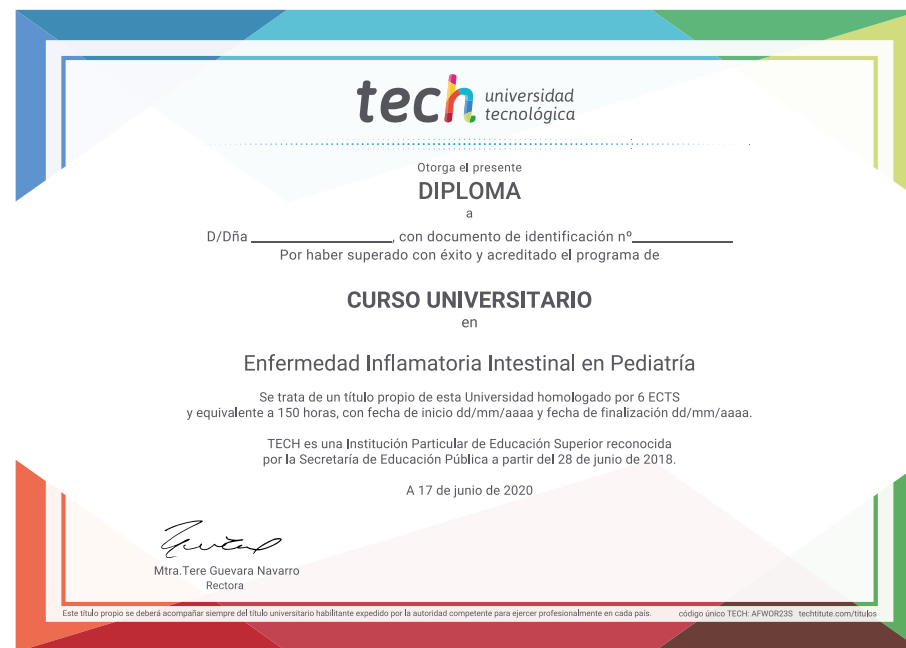 tech universidad
tecnológica
Otorga el presente
DIPLOMA
a
D/Dña ____________________, con documento de identificación nº______________
Por haber superado con éxito y acreditado el programa de
CURSO UNIVERSITARIO
en
Enfermedad Inflamatoria Intestinal en Pediatría
Se trata de un título propio de esta Universidad homologado por 6 ECTS
y equivalente a 150 horas, con fecha de inicio dd/mm/aaaa y fecha de finalización dd/mm/aaaa.
TECH es una Institución Particular de Educación Superior reconocida
por la Secretaría de Educación Pública a partir del 28 de junio de 2018.
A 17 de junio de 2020
Mtra.Tere Guevara Navarro
Rectora
Este título propio se deberá acompañar siempre del título universitario habilitante expedido por la autoridad competente para ejercer profesionalmente en cada país. código único TECH: AFWOR23S techtitute.com/titulos